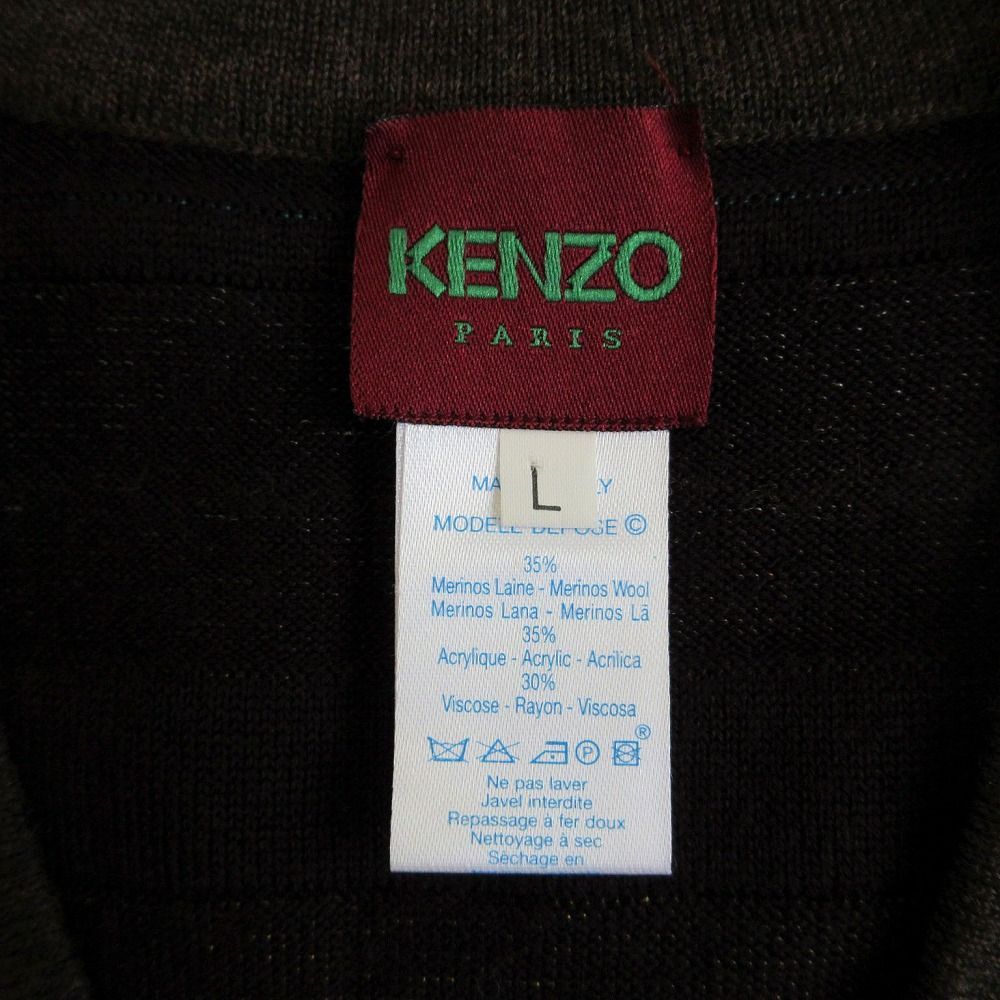 KENZO
PARIS
L
MODELE DEPOSE ©
35%
Merinos Laine - Merinos Wool
Merinos Lana - Merinos Lã
35%
Acrylique - Acrylic - Acrilica
30%
Viscose - Rayon - Viscosa
P ®
Ne pas laver
Javel interdite
Repassage à fer doux
Nettoyage à sec
Séchage en